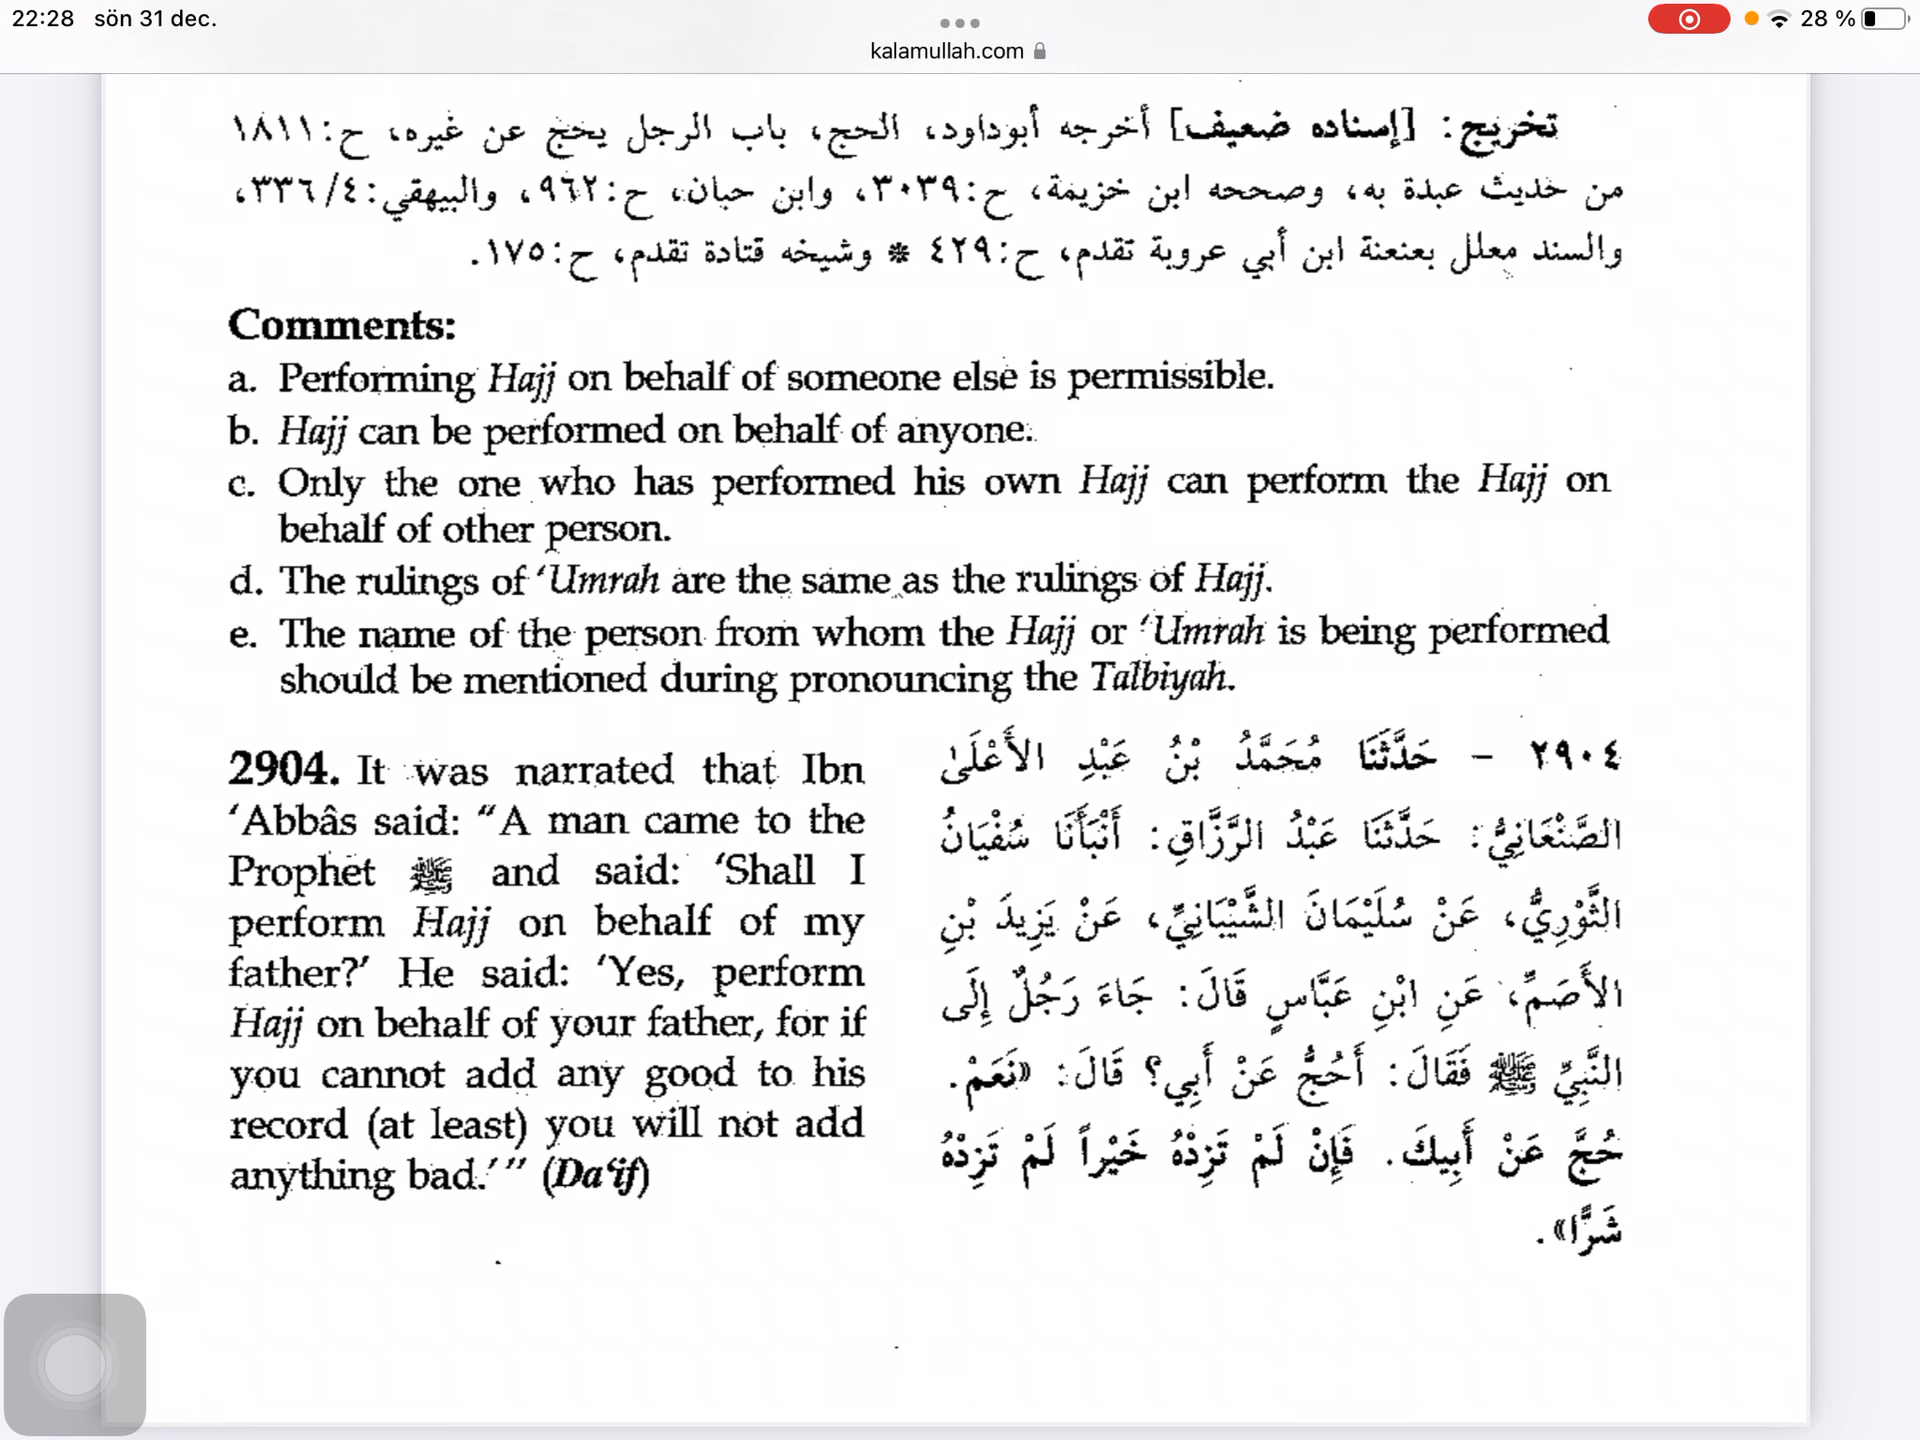 22:28 sön 31 dec.
28 %
kalamullah.com
تخريج: [إسناده ضعيف] أخرجه أبوداود، الحج، باب الرجل يحج عن غيره، ح:١٨١١
من حديث عبدة به، وصححه ابن خزيمة، ح:٣٠٣٩، وابن حبان، ح:٩٦٢، والبيهقي:٤/٣٣٦،
والسند معلل بعنعنة ابن أبي عروبة تقدم، ح:٤٢٩ * وشيخه قتادة تقدم، ح:١٧٥.
Comments:
a. Performing Hajj on behalf of someone else is permissible.
b. Hajj can be performed on behalf of anyone.
c. Only the one who has performed his own Hajj can perform the Hajj on
behalf of other person.
d. The rulings of ‘Umrah are the same as the rulings of Hajj.
e. The name of the person from whom the Hajj or ‘Umrah is being performed
should be mentioned during pronouncing the Talbiyah.
2904. It was narrated that Ibn
‘Abbâs said: “A man came to the
Prophet ﷺ and said: ‘Shall I
perform Hajj on behalf of my
father?’ He said: ‘Yes, perform
Hajj on behalf of your father, for if
you cannot add any good to his
record (at least) you will not add
anything bad.’” (Da‘if)
٢٩٠٤ - حَدَّثَنَا مُحَمَّدُ بْنُ عَبْدِ الأَعْلَىٰ
الصَّنْعَانِيُّ: حَدَّثَنَا عَبْدُ الرَّزَّاقِ: أَنْبَأَنَا سُفْيَانُ
الثَّوْرِيُّ، عَنْ سُلَيْمَانَ الشَّيْبَانِيِّ، عَنْ يَزِيدَ بْنِ
الأَصَمِّ، عَنِ ابْنِ عَبَّاسٍ قَالَ: جَاءَ رَجُلٌ إِلَى
النَّبِيِّ ﷺ فَقَالَ: أَحُجُّ عَنْ أَبِي؟ قَالَ: «نَعَمْ.
حُجَّ عَنْ أَبِيكَ. فَإِنْ لَمْ تَزِدْهُ خَيْراً لَمْ تَزِدْهُ
شَرًّا».